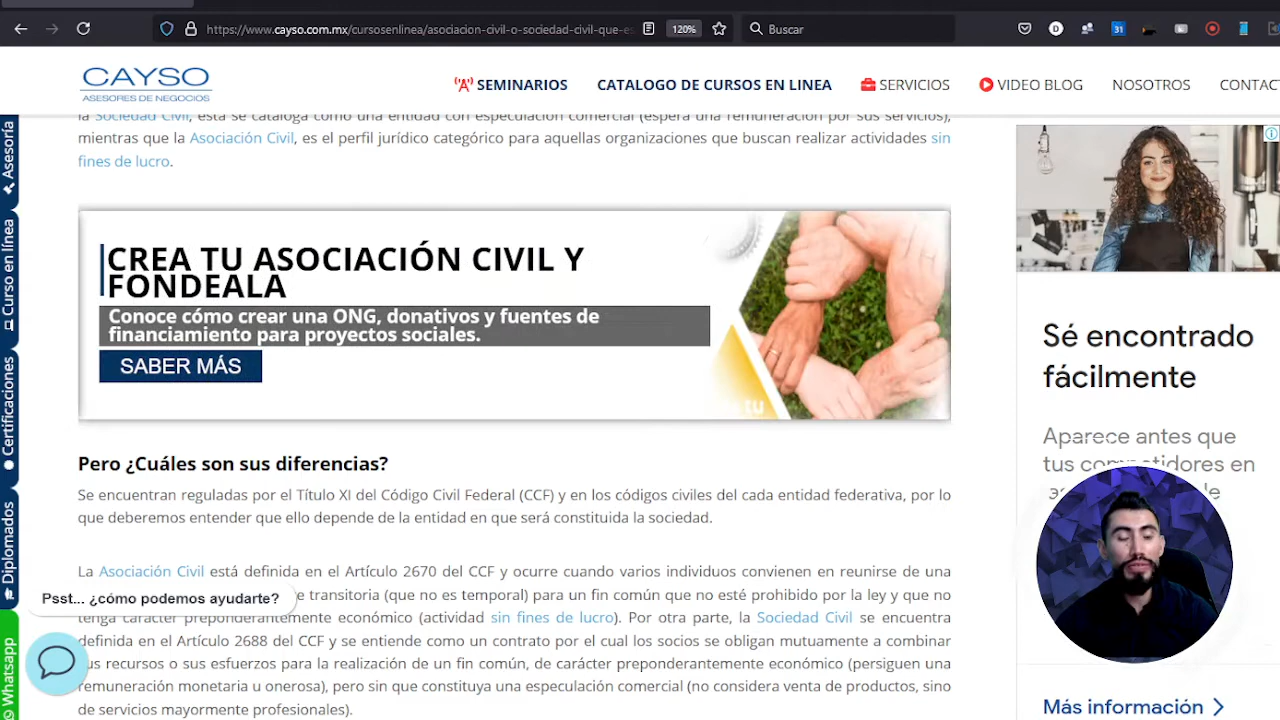 https://www.cayso.com.mx/cursosenlinea/asociacion-civil-o-sociedad-civil-que-es
120%
Buscar
31
CAYSO
ASESORES DE NEGOCIOS
SEMINARIOS
CATALOGO DE CURSOS EN LINEA
SERVICIOS
VIDEO BLOG
NOSOTROS
CONTAC
la Sociedad Civil, esta se cataloga como una entidad con especulación comercial (espera una remuneración por sus servicios),
mientras que la Asociación Civil, es el perfil jurídico categórico para aquellas organizaciones que buscan realizar actividades sin
fines de lucro.
CREA TU ASOCIACIÓN CIVIL Y
FONDEALA
Conoce cómo crear una ONG, donativos y fuentes de
financiamiento para proyectos sociales.
SABER MÁS
Pero ¿Cuáles son sus diferencias?
Se encuentran reguladas por el Título XI del Código Civil Federal (CCF) y en los códigos civiles del cada entidad federativa, por lo
que deberemos entender que ello depende de la entidad en que será constituida la sociedad.
La Asociación Civil está definida en el Artículo 2670 del CCF y ocurre cuando varios individuos convienen en reunirse de una
transitoria (que no es temporal) para un fin común que no esté prohibido por la ley y que no
tenga carácter preponderantemente económico (actividad sin fines de lucro). Por otra parte, la Sociedad Civil se encuentra
definida en el Artículo 2688 del CCF y se entiende como un contrato por el cual los socios se obligan mutuamente a combinar
sus recursos o sus esfuerzos para la realización de un fin común, de carácter preponderantemente económico (persiguen una
remuneración monetaria u onerosa), pero sin que constituya una especulación comercial (no considera venta de productos, sino
de servicios mayormente profesionales).
Psst... ¿cómo podemos ayudarte?
Asesoría
Curso en línea
Certificaciones
Diplomados
Whatsapp
Sé encontrado
fácilmente
Aparece antes que
tus competidores en
Más información